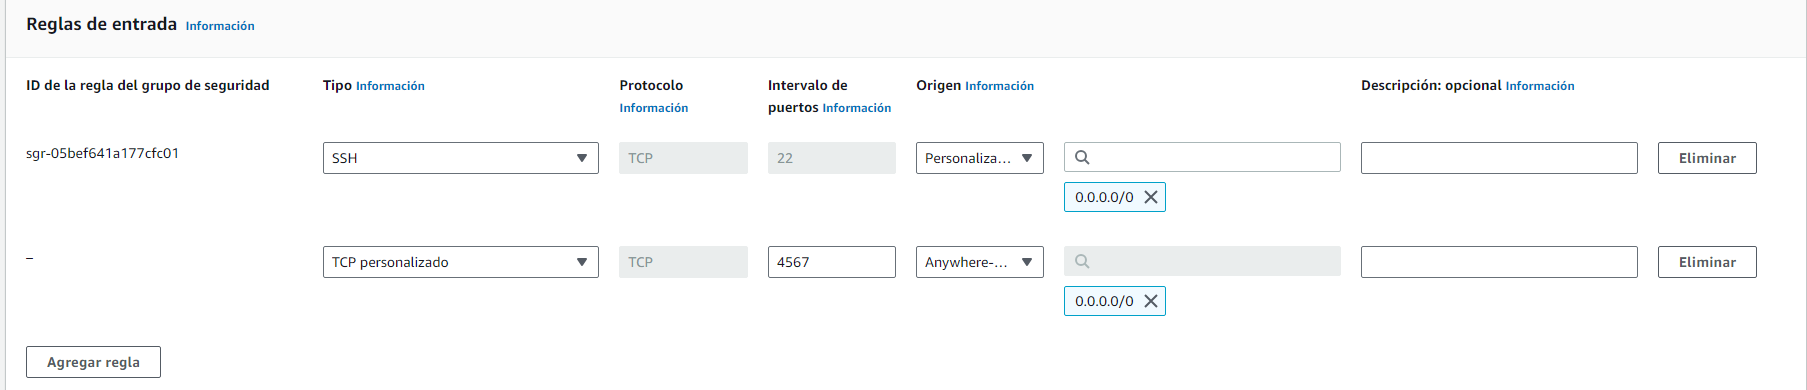 Reglas de entrada Información
ID de la regla del grupo de seguridad Tipo Información Protocolo Información Intervalo de puertos Información Origen Información Descripción: opcional Información
sgr-05bef641a177cfc01 SSH TCP 22 Personaliza... Eliminar
0.0.0.0/0
– TCP personalizado TCP 4567 Anywhere-... Eliminar
0.0.0.0/0
Agregar regla